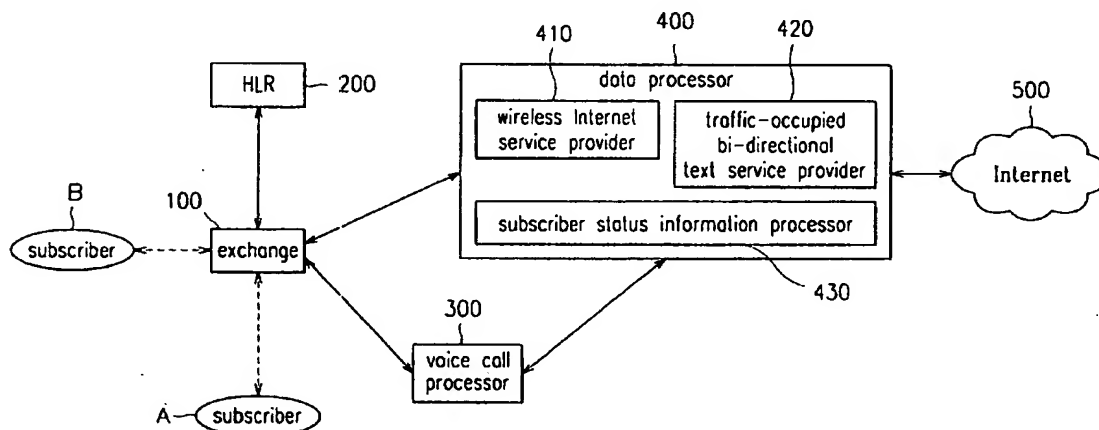 410
400
420
HLR
200
data processor
wireless Internet
service provider
traffic-occupied
bi-directional
text service provider
500
Internet
B
100
subscriber
exchange
subscriber status information processor
430
300
voice call
processor
A
subscriber